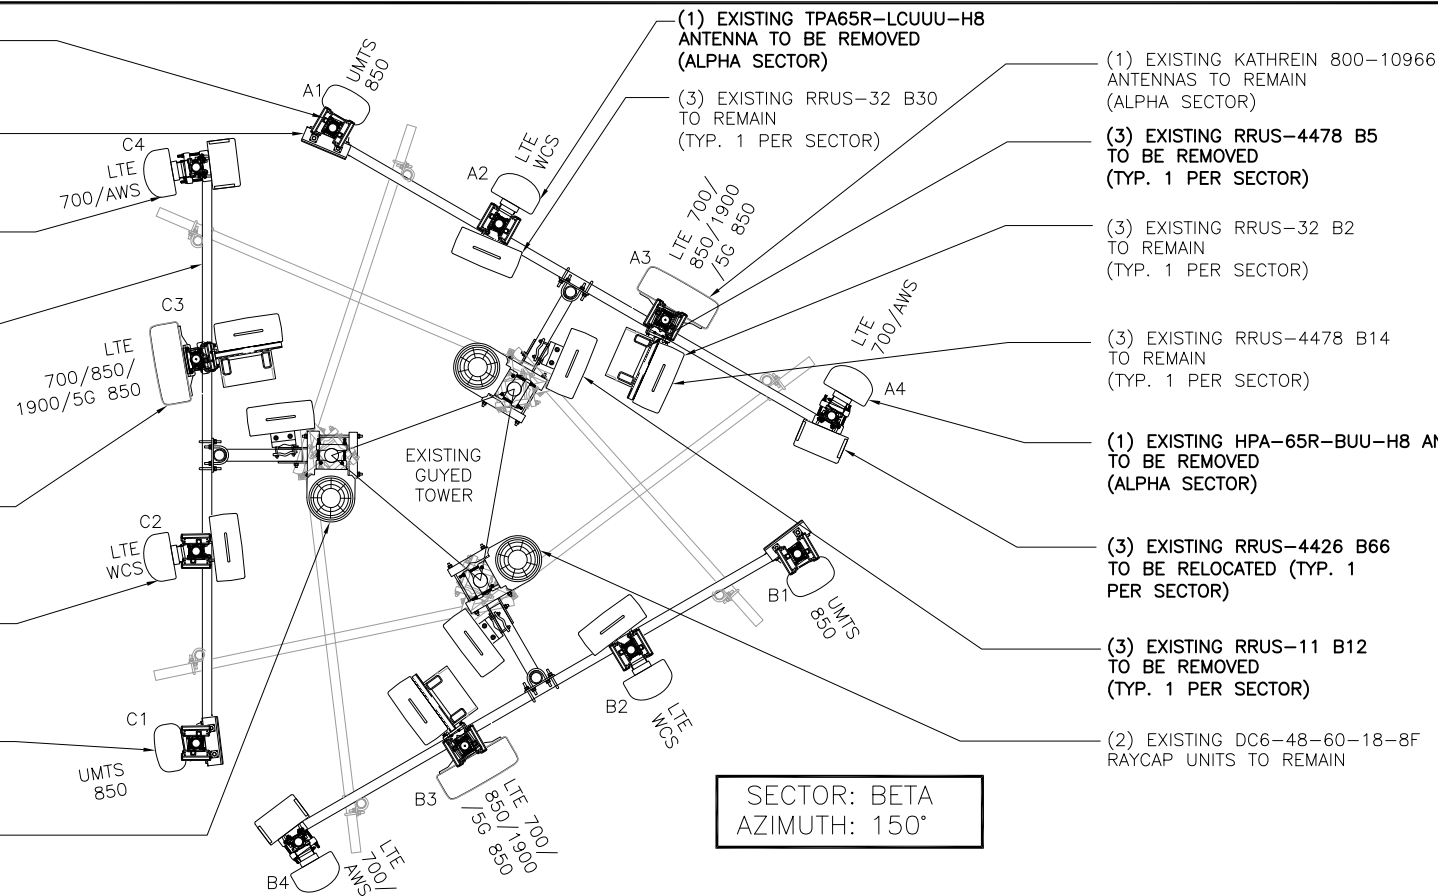 (1) EXISTING TPA65R-LCUUU-H8
ANTENNA TO BE REMOVED
(ALPHA SECTOR)
(3) EXISTING RRUS-32 B30
TO REMAIN
(TYP. 1 PER SECTOR)
(1) EXISTING KATHREIN 800-10966
ANTENNAS TO REMAIN
(ALPHA SECTOR)
(3) EXISTING RRUS-4478 B5
TO BE REMOVED
(TYP. 1 PER SECTOR)
(3) EXISTING RRUS-32 B2
TO REMAIN
(TYP. 1 PER SECTOR)
(3) EXISTING RRUS-4478 B14
TO REMAIN
(TYP. 1 PER SECTOR)
(1) EXISTING HPA-65R-BUU-H8
TO BE REMOVED
(ALPHA SECTOR)
(3) EXISTING RRUS-4426 B66
TO BE RELOCATED (TYP. 1
PER SECTOR)
(3) EXISTING RRUS-11 B12
TO BE REMOVED
(TYP. 1 PER SECTOR)
(2) EXISTING DC6-48-60-18-8F
RAYCAP UNITS TO REMAIN
A1
UMTS
850
A2
LTE
WCS
A3
LTE 700/
850/1900
/5G 850
A4
LTE
700/AWS
C4
LTE
700/AWS
C3
LTE
700/850/
1900/5G 850
C2
LTE
WCS
C1
UMTS
850
EXISTING
GUYED
TOWER
B1
UMTS
850
B2
LTE
WCS
B3
LTE 700/
850/1900
/5G 850
B4
LTE
700/
AWS
SECTOR: BETA
AZIMUTH: 150°